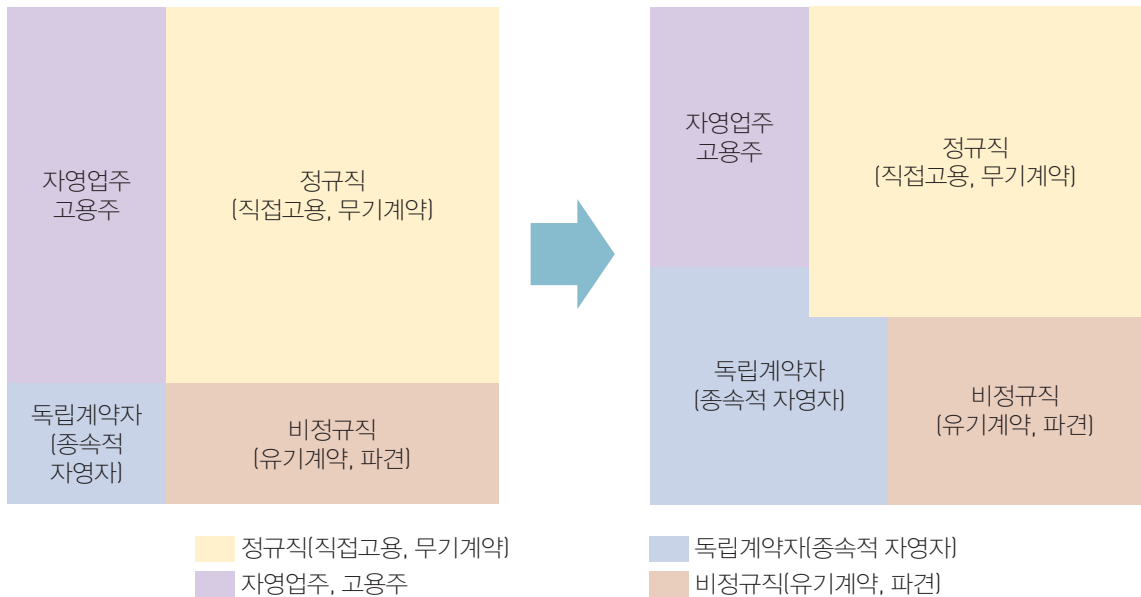 자영업주
고용주
정규직
(직접고용, 무기계약)
독립계약자
(종속적
자영자)
비정규직
(유기계약, 파견)
자영업주
고용주
정규직
(직접고용, 무기계약)
독립계약자
(종속적 자영자)
비정규직
(유기계약, 파견)
정규직(직접고용, 무기계약)
자영업주, 고용주
독립계약자(종속적 자영자)
비정규직(유기계약, 파견)